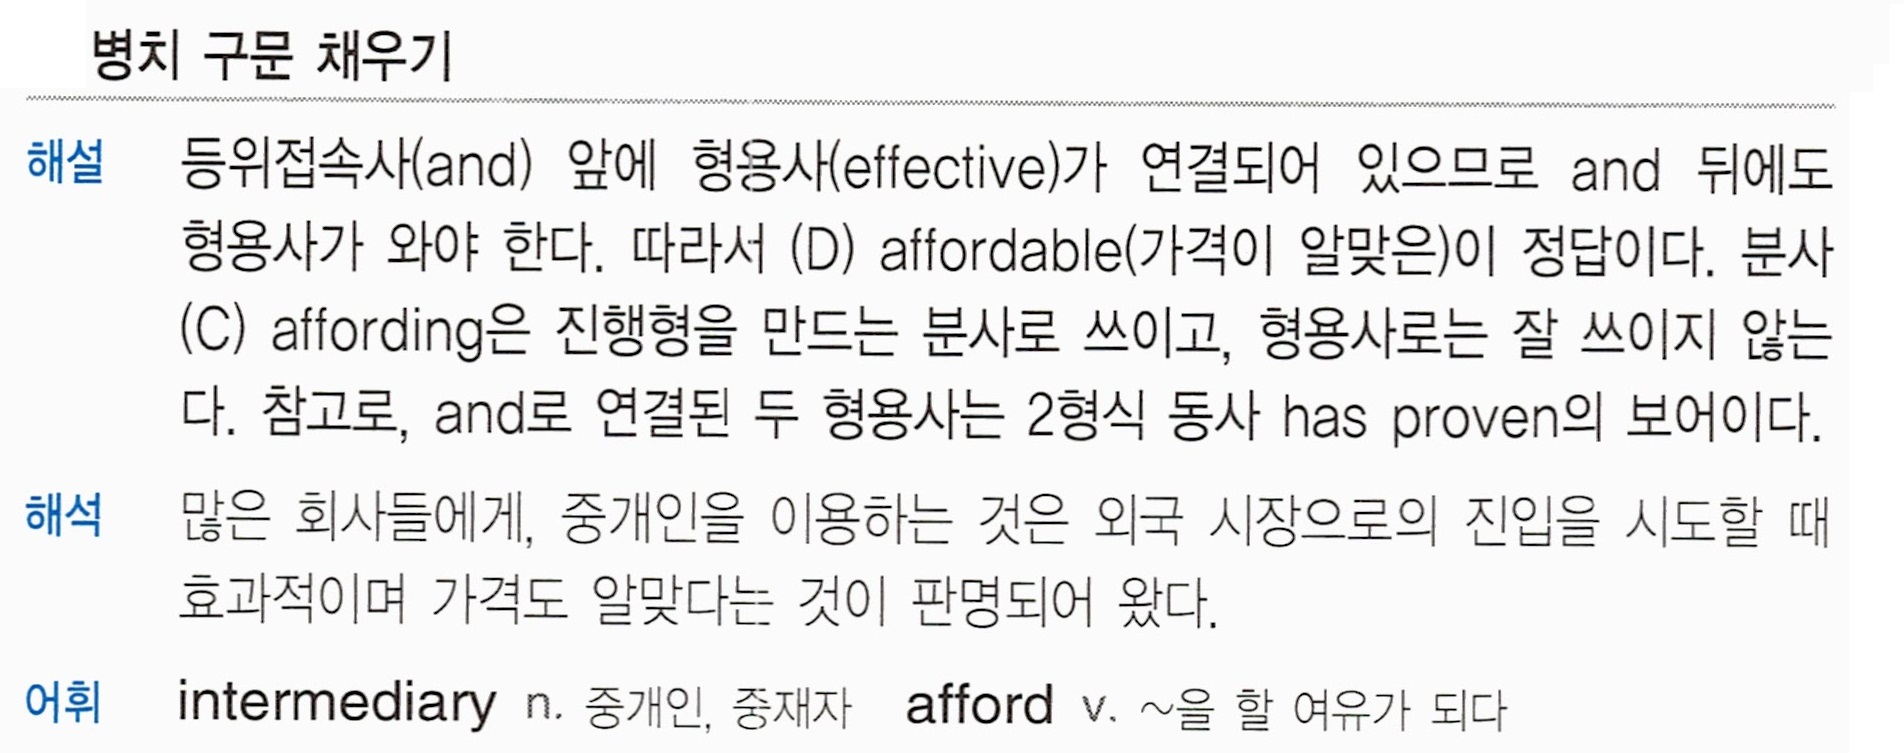 병치 구문 채우기
해설 등위접속사(and) 앞에 형용사(effective)가 연결되어 있으므로 and 뒤에도
형용사가 와야 한다. 따라서 (D) affordable(가격이 알맞은)이 정답이다. 분사
(C) affording은 진행형을 만드는 분사로 쓰이고, 형용사로는 잘 쓰이지 않는
다. 참고로, and로 연결된 두 형용사는 2형식 동사 has proven의 보어이다.
해석 많은 회사들에게, 중개인을 이용하는 것은 외국 시장으로의 진입을 시도할 때
효과적이며 가격도 알맞다는 것이 판명되어 왔다.
어휘 intermediary n. 중개인, 중재자 afford v. ~을 할 여유가 되다